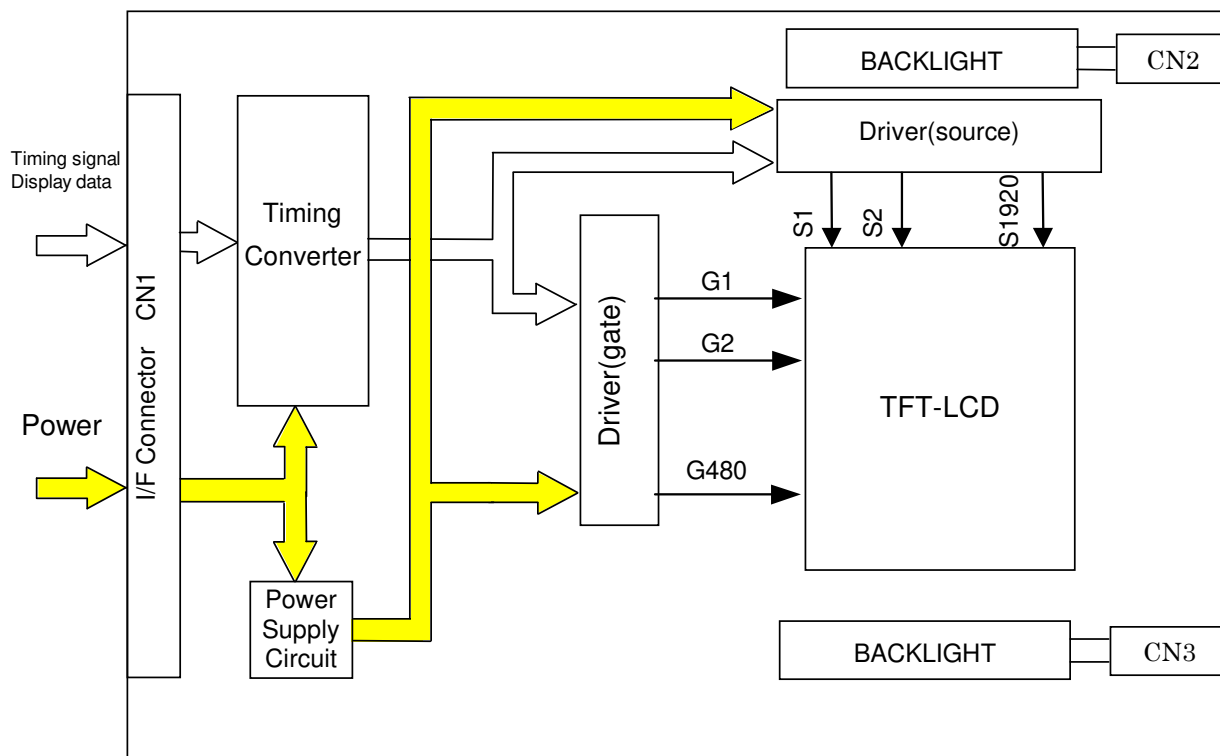 BACKLIGHT
CN2
Timing signal
Display data
Driver(source)
Timing
Converter
S1
S2
S1920
I/F Connector CN1
G1
Driver(gate)
G2
TFT-LCD
Power
G480
Power
Supply
Circuit
BACKLIGHT
CN3